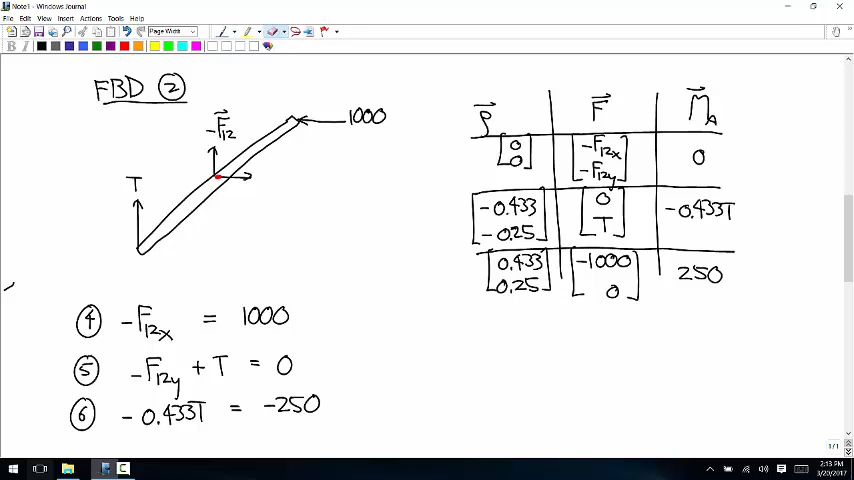 Note1 - Windows Journal
File Edit View Insert Actions Tools Help
Page Width
B I
FBD ②
-F⃗12
1000
T
ρ⃗ F⃗ M⃗A
[0 0] [-F12x -F12y] 0
[-0.433 -0.25] [0 T] -0.433T
[0.433 0.25] [-1000 0] 250
④ -F12x = 1000
⑤ -F12y + T = 0
⑥ -0.433T = -250
1/1
2:13 PM
3/20/2017